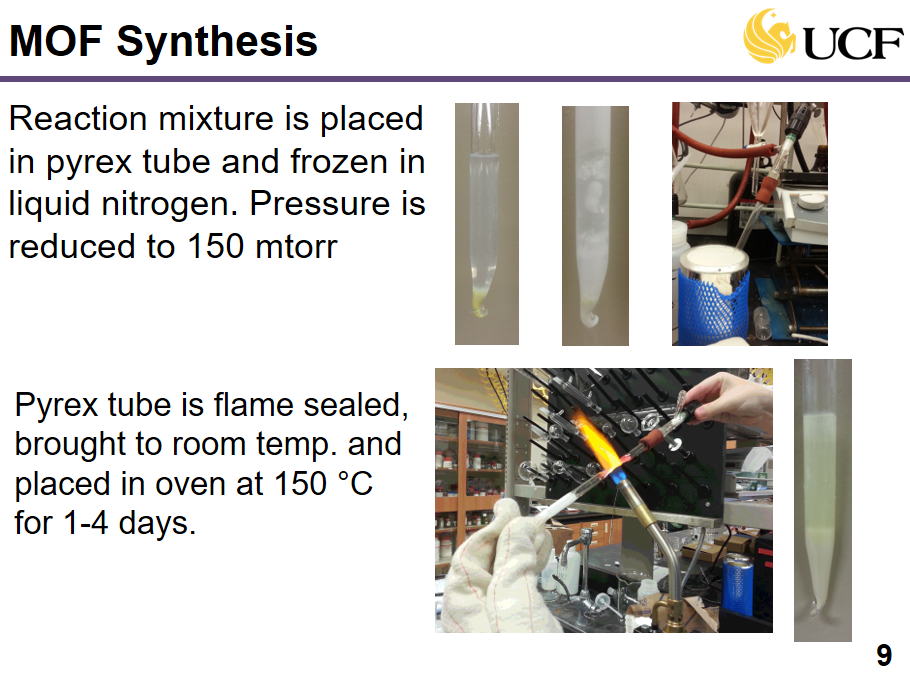 MOF Synthesis
UCF
Reaction mixture is placed
in pyrex tube and frozen in
liquid nitrogen. Pressure is
reduced to 150 mtorr
Pyrex tube is flame sealed,
brought to room temp. and
placed in oven at 150 °C
for 1-4 days.
9